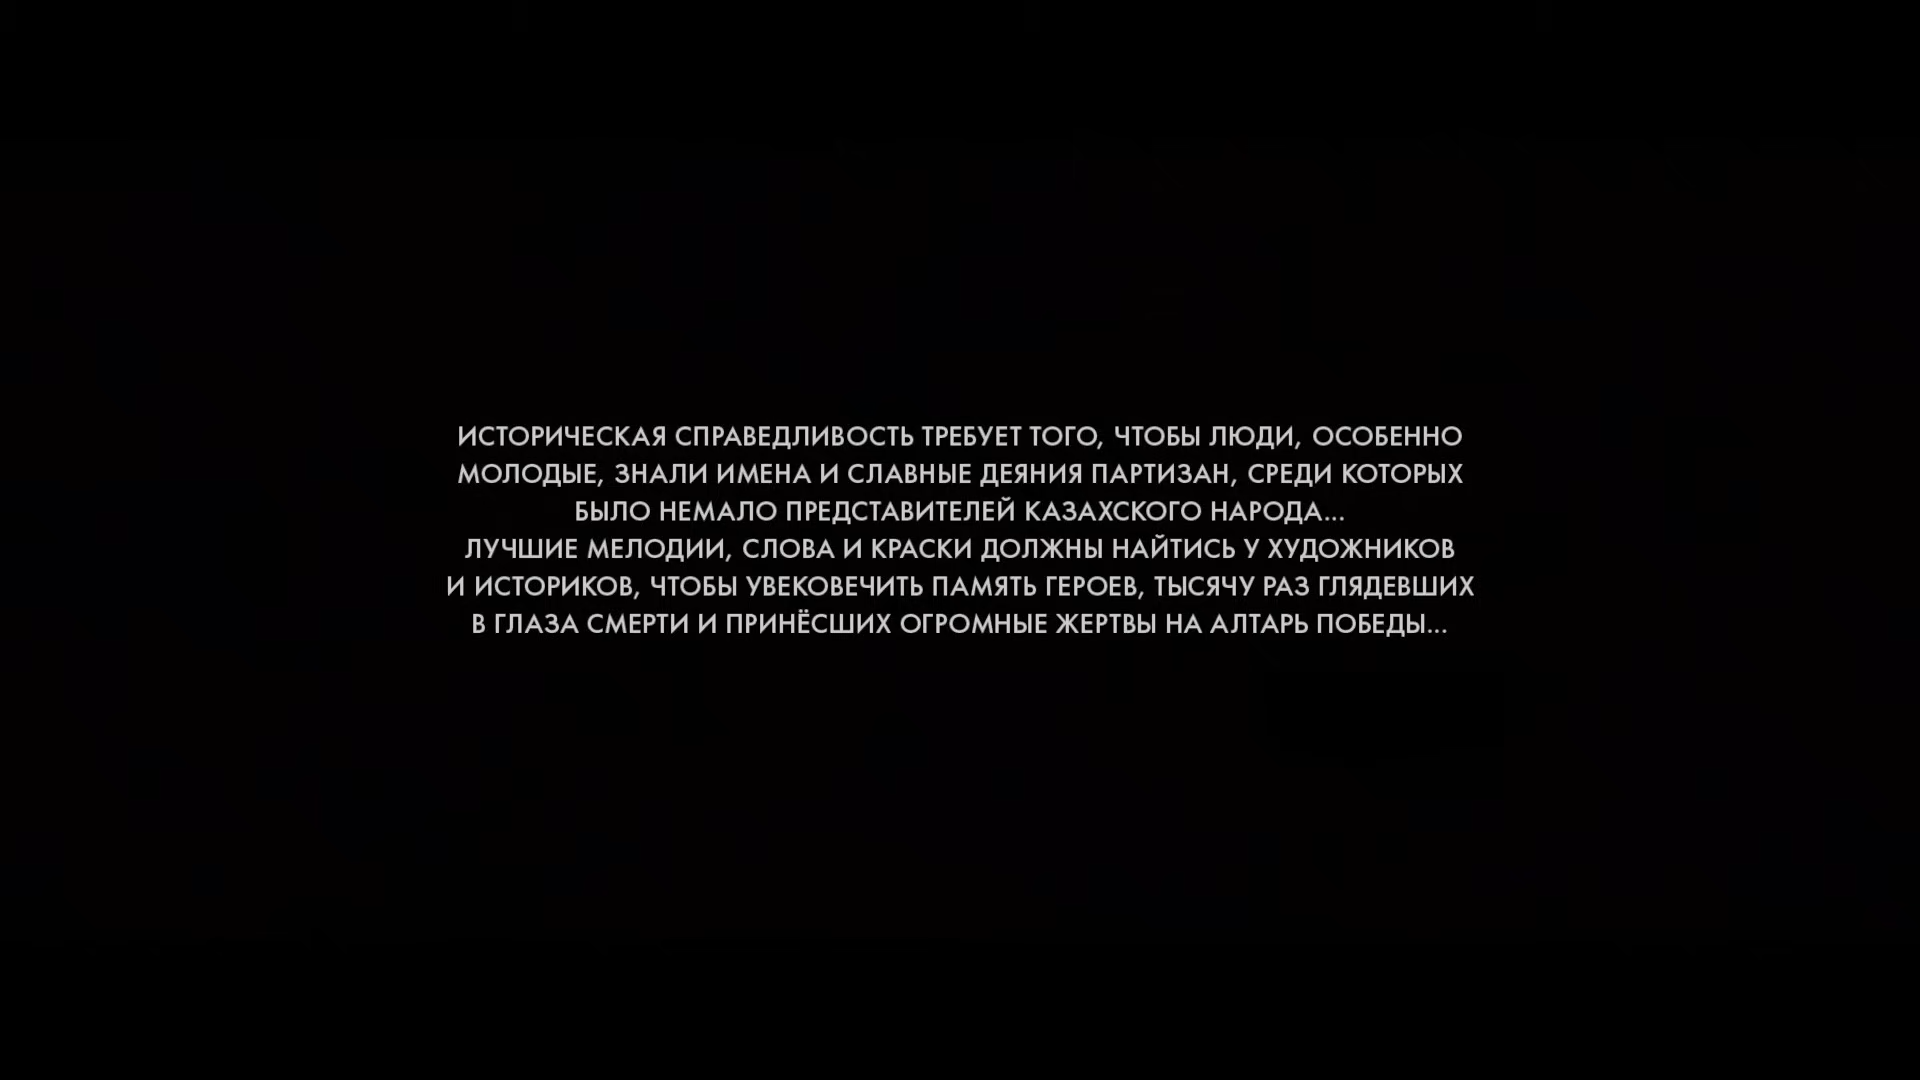 ИСТОРИЧЕСКАЯ СПРАВЕДЛИВОСТЬ ТРЕБУЕТ ТОГО, ЧТОБЫ ЛЮДИ, ОСОБЕННО
МОЛОДЫЕ, ЗНАЛИ ИМЕНА И СЛАВНЫЕ ДЕЯНИЯ ПАРТИЗАН, СРЕДИ КОТОРЫХ
БЫЛО НЕМАЛО ПРЕДСТАВИТЕЛЕЙ КАЗАХСКОГО НАРОДА...
ЛУЧШИЕ МЕЛОДИИ, СЛОВА И КРАСКИ ДОЛЖНЫ НАЙТИСЬ У ХУДОЖНИКОВ
И ИСТОРИКОВ, ЧТОБЫ УВЕКОВЕЧИТЬ ПАМЯТЬ ГЕРОЕВ, ТЫСЯЧУ РАЗ ГЛЯДЕВШИХ
В ГЛАЗА СМЕРТИ И ПРИНЁСШИХ ОГРОМНЫЕ ЖЕРТВЫ НА АЛТАРЬ ПОБЕДЫ...